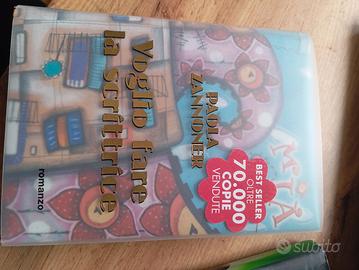 PAOLA
ZANNONER
Voglio fare
la scrittrice
romanzo
MIA
BEST SELLER
OLTRE
70.000
COPIE
VENDUTE
subito